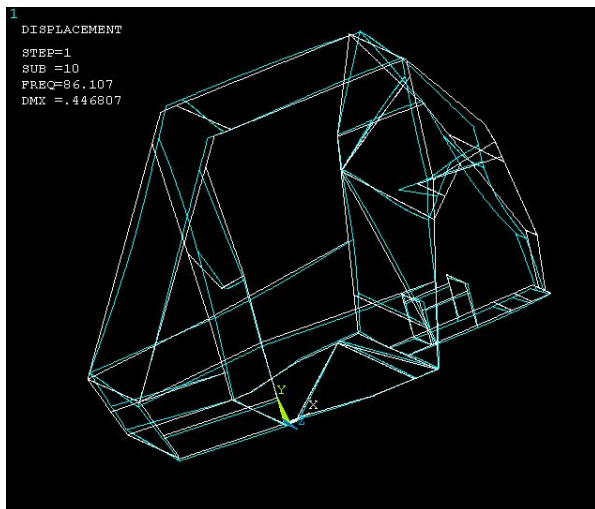 1
DISPLACEMENT
STEP=1
SUB =10
FREQ=86.107
DMX =.446807
Y
X
Z